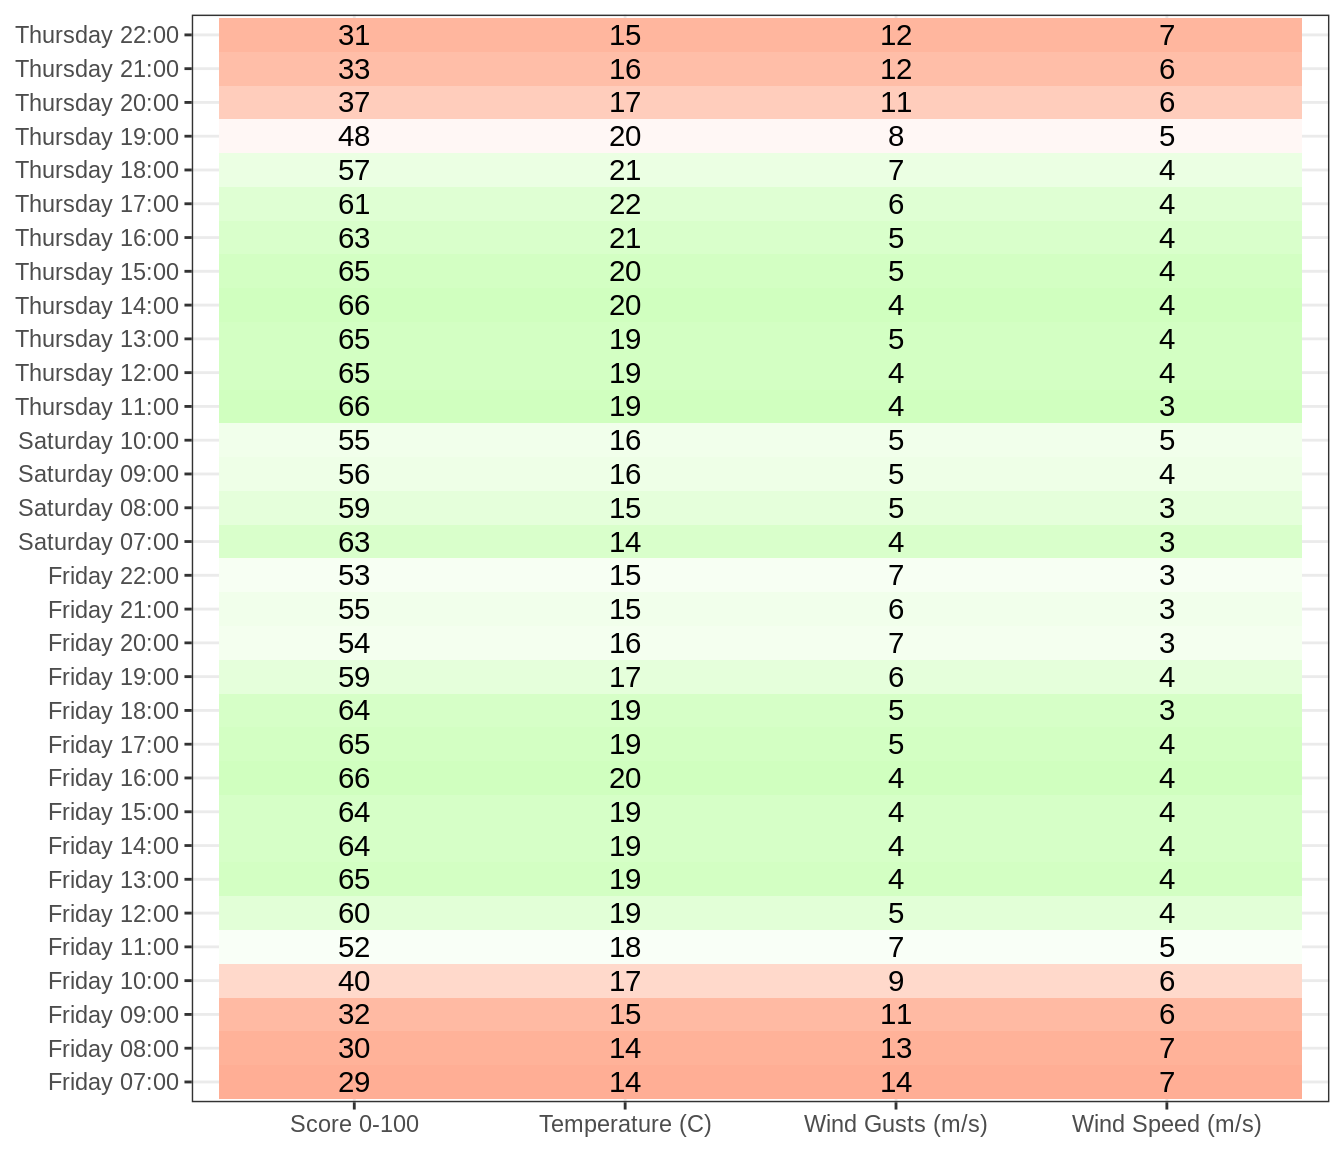 Thursday 22:00 31 15 12 7
Thursday 21:00 33 16 12 6
Thursday 20:00 37 17 11 6
Thursday 19:00 48 20 8 5
Thursday 18:00 57 21 7 4
Thursday 17:00 61 22 6 4
Thursday 16:00 63 21 5 4
Thursday 15:00 65 20 5 4
Thursday 14:00 66 20 4 4
Thursday 13:00 65 19 5 4
Thursday 12:00 65 19 4 4
Thursday 11:00 66 19 4 3
Saturday 10:00 55 16 5 5
Saturday 09:00 56 16 5 4
Saturday 08:00 59 15 5 3
Saturday 07:00 63 14 4 3
Friday 22:00 53 15 7 3
Friday 21:00 55 15 6 3
Friday 20:00 54 16 7 3
Friday 19:00 59 17 6 4
Friday 18:00 64 19 5 3
Friday 17:00 65 19 5 4
Friday 16:00 66 20 4 4
Friday 15:00 64 19 4 4
Friday 14:00 64 19 4 4
Friday 13:00 65 19 4 4
Friday 12:00 60 19 5 4
Friday 11:00 52 18 7 5
Friday 10:00 40 17 9 6
Friday 09:00 32 15 11 6
Friday 08:00 30 14 13 7
Friday 07:00 29 14 14 7
Score 0-100 Temperature (C) Wind Gusts (m/s) Wind Speed (m/s)